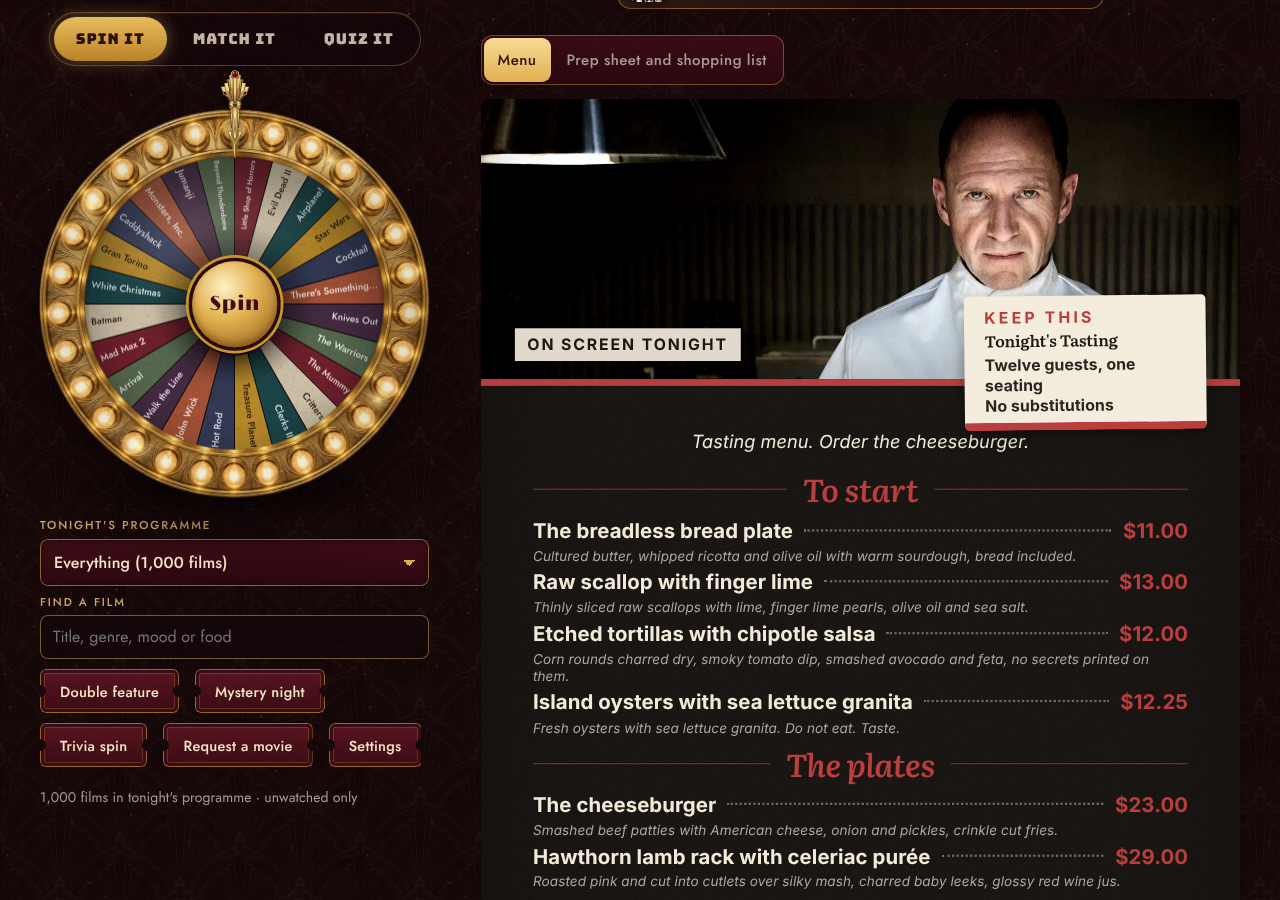 SPIN IT
MATCH IT
QUIZ IT
Beyond Thunderdome
Little Shop of Horrors
Evil Dead II
Airplane!
Star Wars
Cocktail
There's Something...
Knives Out
The Warriors
The Mummy
Critters
Clerks II
Treasure Planet
Hot Rod
John Wick
Walk the Line
Arrival
Mad Max 2
Batman
White Christmas
Gran Torino
Caddyshack
Monsters, Inc.
Jumanji
Spin
TONIGHT'S PROGRAMME
Everything (1,000 films)
FIND A FILM
Title, genre, mood or food
Double feature
Mystery night
Trivia spin
Request a movie
Settings
1,000 films in tonight's programme · unwatched only
Menu
Prep sheet and shopping list
ON SCREEN TONIGHT
KEEP THIS
Tonight's Tasting
Twelve guests, one
seating
No substitutions
Tasting menu. Order the cheeseburger.
To start
The breadless bread plate $11.00
Cultured butter, whipped ricotta and olive oil with warm sourdough, bread included.
Raw scallop with finger lime $13.00
Thinly sliced raw scallops with lime, finger lime pearls, olive oil and sea salt.
Etched tortillas with chipotle salsa $12.00
Corn rounds charred dry, smoky tomato dip, smashed avocado and feta, no secrets printed on
them.
Island oysters with sea lettuce granita $12.25
Fresh oysters with sea lettuce granita. Do not eat. Taste.
The plates
The cheeseburger $23.00
Smashed beef patties with American cheese, onion and pickles, crinkle cut fries.
Hawthorn lamb rack with celeriac purée $29.00
Roasted pink and cut into cutlets over silky mash, charred baby leeks, glossy red wine jus.